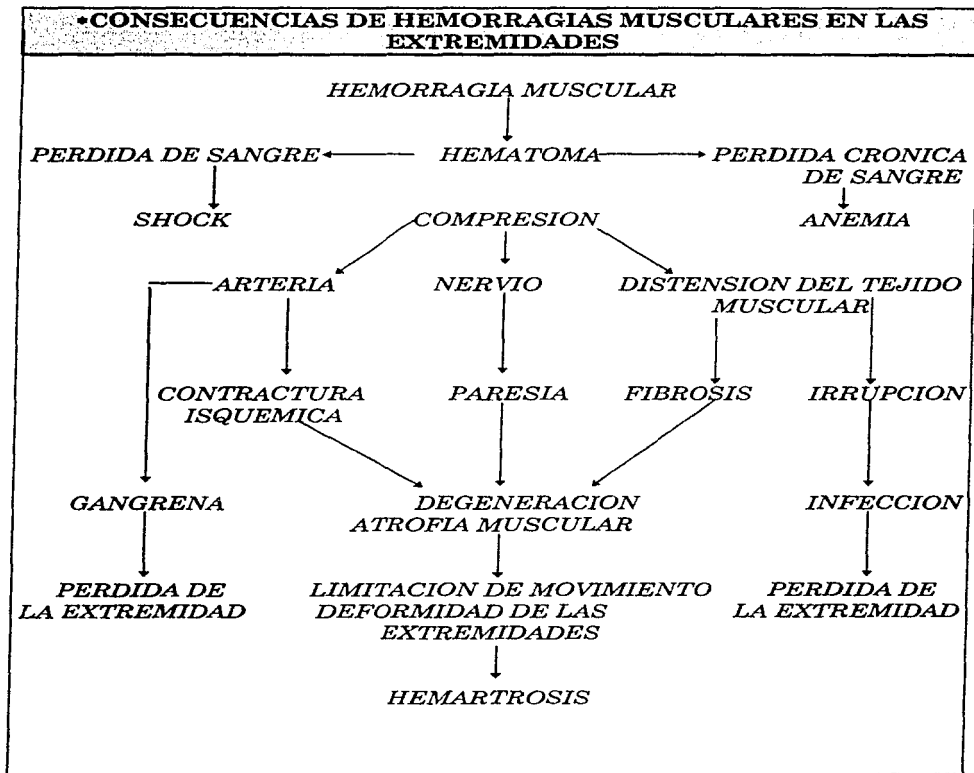 *CONSECUENCIAS DE HEMORRAGIAS MUSCULARES EN LAS
EXTREMIDADES
HEMORRAGIA MUSCULAR
PERDIDA DE SANGRE
HEMATOMA
PERDIDA CRONICA
DE SANGRE
SHOCK
COMPRESION
ANEMIA
ARTERIA
NERVIO
DISTENSION DEL TEJIDO
MUSCULAR
CONTRACTURA
ISQUEMICA
PARESIA
FIBROSIS
IRRUPCION
GANGRENA
DEGENERACION
ATROFIA MUSCULAR
INFECCION
PERDIDA DE
LA EXTREMIDAD
LIMITACION DE MOVIMIENTO
DEFORMIDAD DE LAS
EXTREMIDADES
PERDIDA DE
LA EXTREMIDAD
HEMARTROSIS